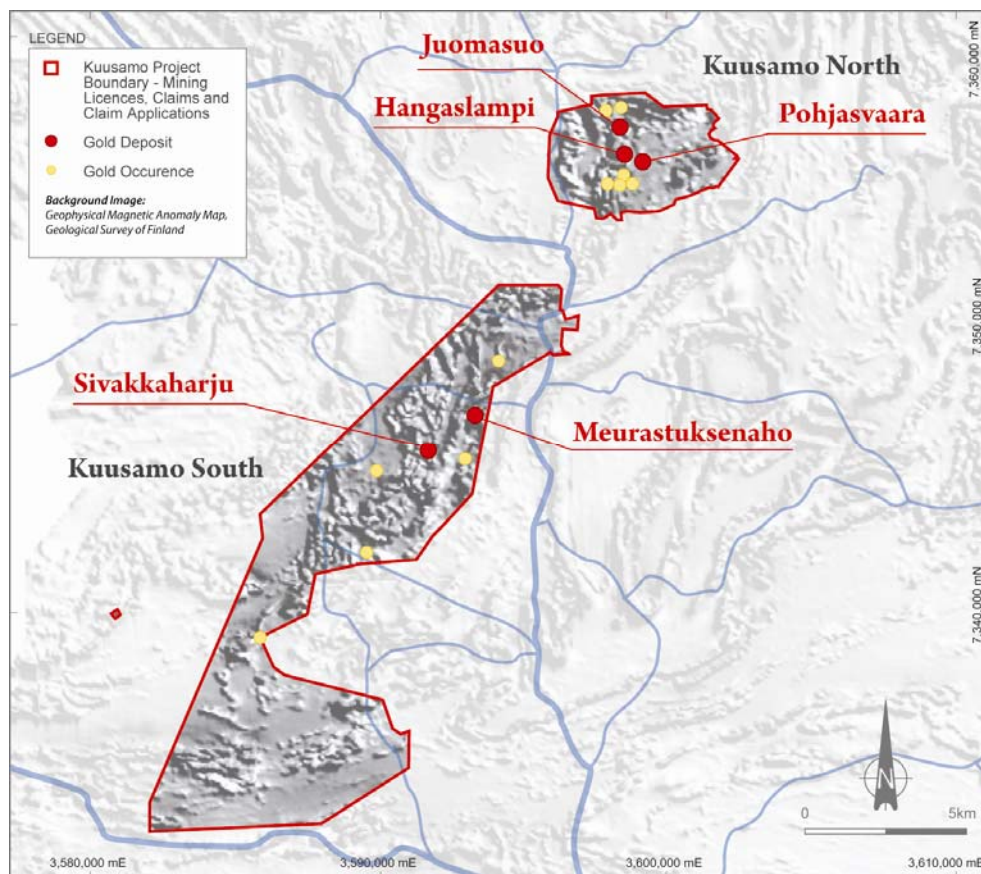 LEGEND
Kuusamo Project
Boundary - Mining
Licences, Claims and
Claim Applications
Gold Deposit
Gold Occurence
Background Image:
Geophysical Magnetic Anomaly Map,
Geological Survey of Finland
Juomasuo
Kuusamo North
Hangaslampi
Pohjasvaara
7,360,000 mN
7,350,000 mN
Sivakkaharju
Meurastuksenaho
Kuusamo South
7,340,000 mN
N
0
5km
3,580,000 mE
3,590,000 mE
3,600,000 mE
3,610,000 mE